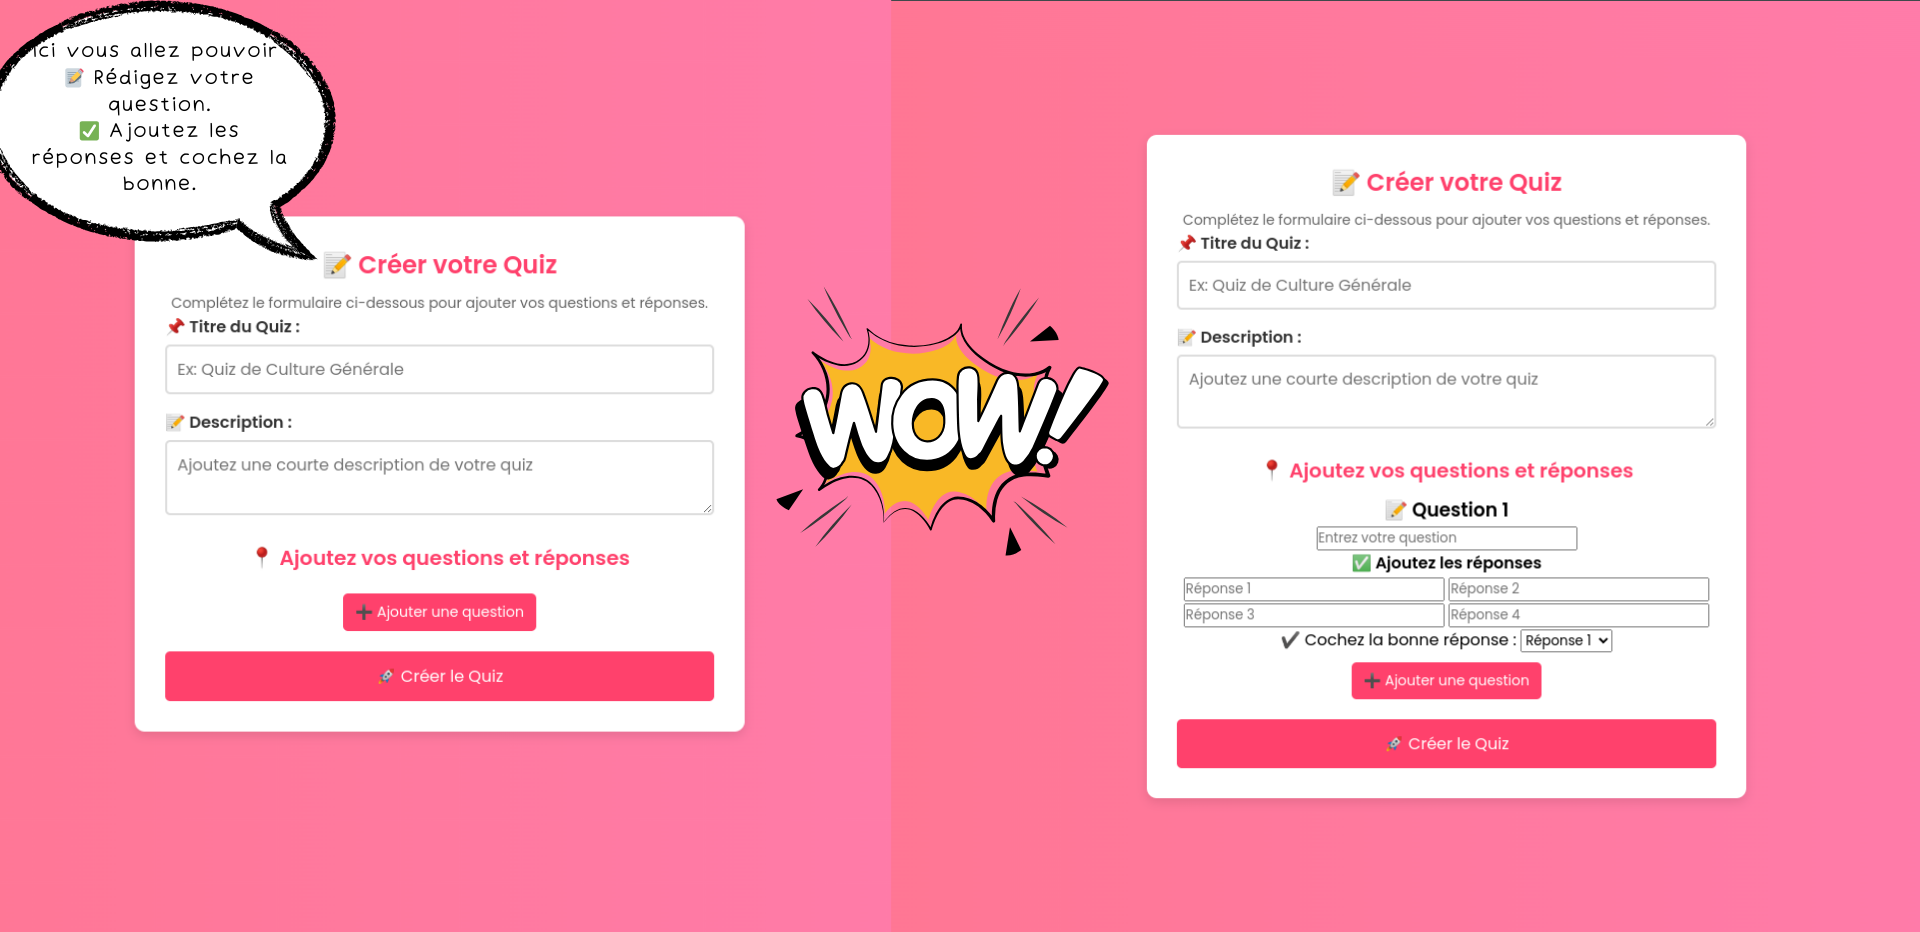 ici vous allez pouvoir
📝 Rédigez votre
question.
✅ Ajoutez les
réponses et cochez la
bonne.
📝 Créer votre Quiz
Complétez le formulaire ci-dessous pour ajouter vos questions et réponses.
📌 Titre du Quiz :
Ex: Quiz de Culture Générale
📝 Description :
Ajoutez une courte description de votre quiz
📍 Ajoutez vos questions et réponses
➕ Ajouter une question
🚀 Créer le Quiz
WOW!
📝 Créer votre Quiz
Complétez le formulaire ci-dessous pour ajouter vos questions et réponses.
📌 Titre du Quiz :
Ex: Quiz de Culture Générale
📝 Description :
Ajoutez une courte description de votre quiz
📍 Ajoutez vos questions et réponses
📝 Question 1
Entrez votre question
✅ Ajoutez les réponses
Réponse 1 Réponse 2
Réponse 3 Réponse 4
✔️ Cochez la bonne réponse : Réponse 1
➕ Ajouter une question
🚀 Créer le Quiz